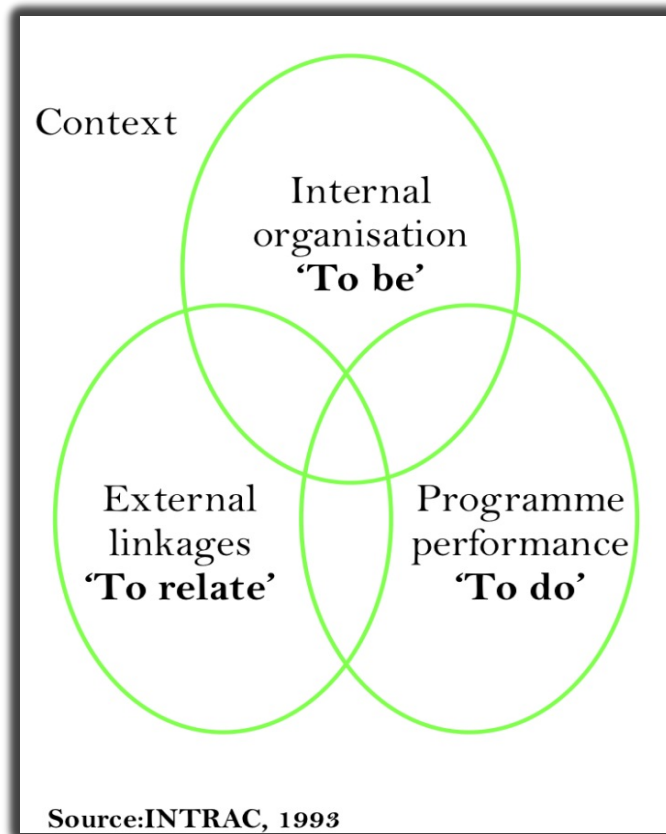 Context
Internal
organisation
‘To be’
External
linkages
‘To relate’
Programme
performance
‘To do’
Source:INTRAC, 1993